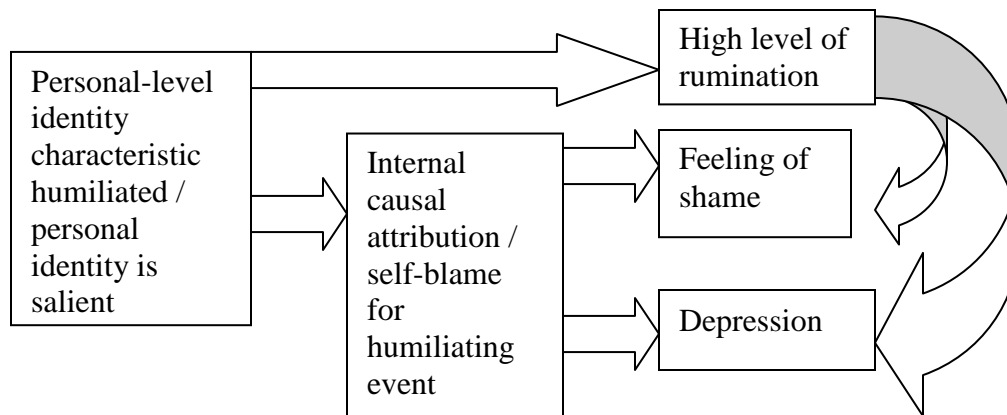 Personal-level
identity
characteristic
humiliated /
personal
identity is
salient
Internal
causal
attribution /
self-blame
for
humiliating
event
High level of
rumination
Feeling of
shame
Depression